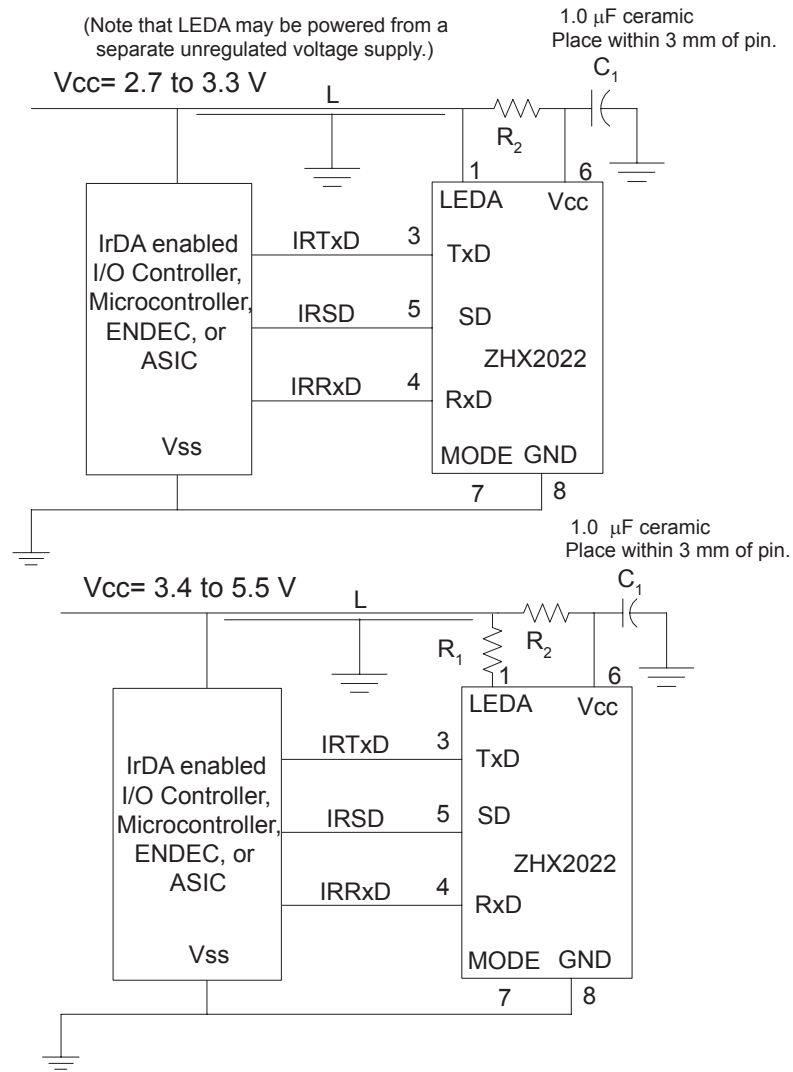 (Note that LEDA may be powered from a
separate unregulated voltage supply.)
1.0 μF ceramic
Place within 3 mm of pin.
Vcc= 2.7 to 3.3 V
L
C1
R2
1
6
LEDA
Vcc
IrDA enabled
I/O Controller,
Microcontroller,
ENDEC, or
ASIC
IRTxD
3
TxD
IRSD
5
SD
ZHX2022
IRRxD
4
RxD
Vss
MODE
GND
7
8
1.0 μF ceramic
Place within 3 mm of pin.
Vcc= 3.4 to 5.5 V
L
C1
R1
R2
1
6
LEDA
Vcc
IrDA enabled
I/O Controller,
Microcontroller,
ENDEC, or
ASIC
IRTxD
3
TxD
IRSD
5
SD
ZHX2022
IRRxD
4
RxD
Vss
MODE
GND
7
8